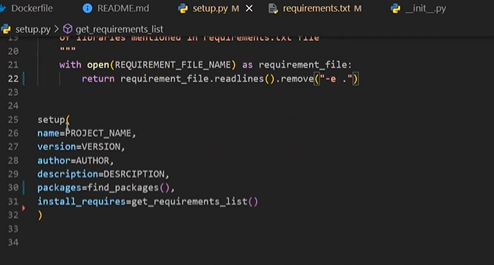 Dockerfile README.md setup.py M requirements.txt M __init__.py
setup.py > get_requirements_list
19 of libraries mentioned in requirements.txt file
20 """
21 with open(REQUIREMENT_FILE_NAME) as requirement_file:
22 return requirement_file.readlines().remove("-e .")
23
24
25 setup(
26 name=PROJECT_NAME,
27 version=VERSION,
28 author=AUTHOR,
29 description=DESRCIPTION,
30 packages=find_packages(),
31 install_requires=get_requirements_list()
32 )
33
34